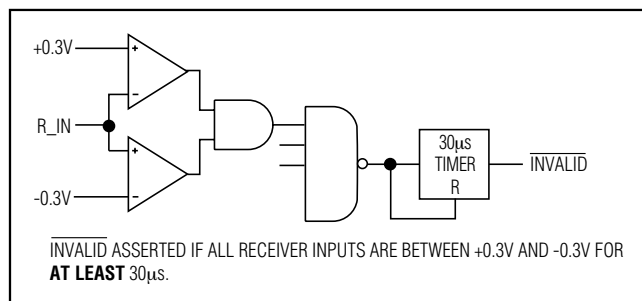 +0.3V
+
-
R_IN
+
-
-0.3V
30µs
TIMER
R
INVALID
INVALID ASSERTED IF ALL RECEIVER INPUTS ARE BETWEEN +0.3V AND -0.3V FOR
AT LEAST 30µs.